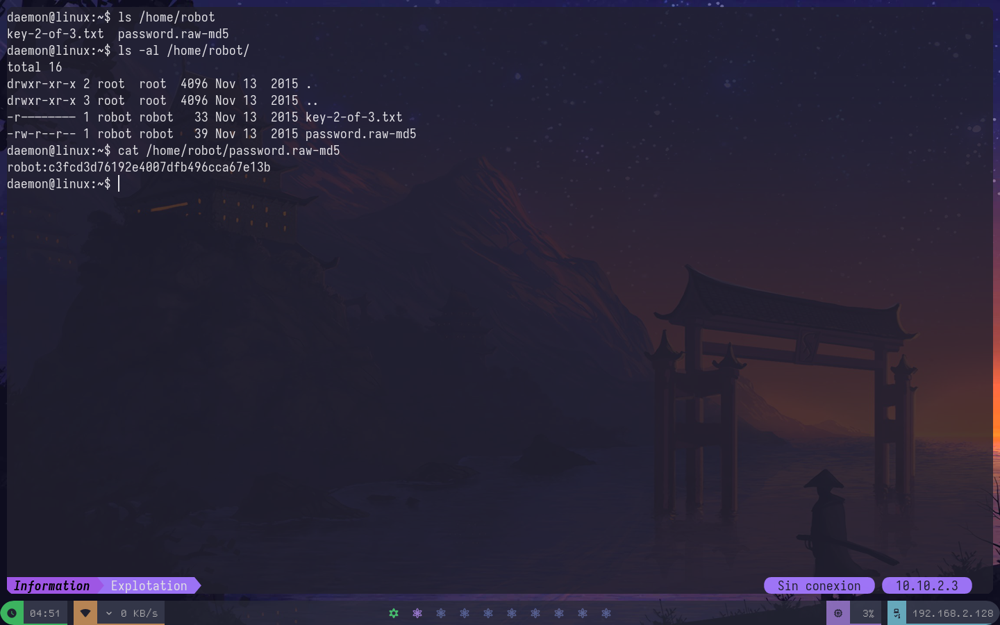 daemon@linux:~$ ls /home/robot
key-2-of-3.txt  password.raw-md5
daemon@linux:~$ ls -al /home/robot/
total 16
drwxr-xr-x 2 root  root  4096 Nov 13  2015 .
drwxr-xr-x 3 root  root  4096 Nov 13  2015 ..
-r-------- 1 robot robot   33 Nov 13  2015 key-2-of-3.txt
-rw-r--r-- 1 robot robot   39 Nov 13  2015 password.raw-md5
daemon@linux:~$ cat /home/robot/password.raw-md5
robot:c3fcd3d76192e4007dfb496cca67e13b
daemon@linux:~$
Information Explotation Sin conexion 10.10.2.3
04:51 0 KB/s 3% 192.168.2.128